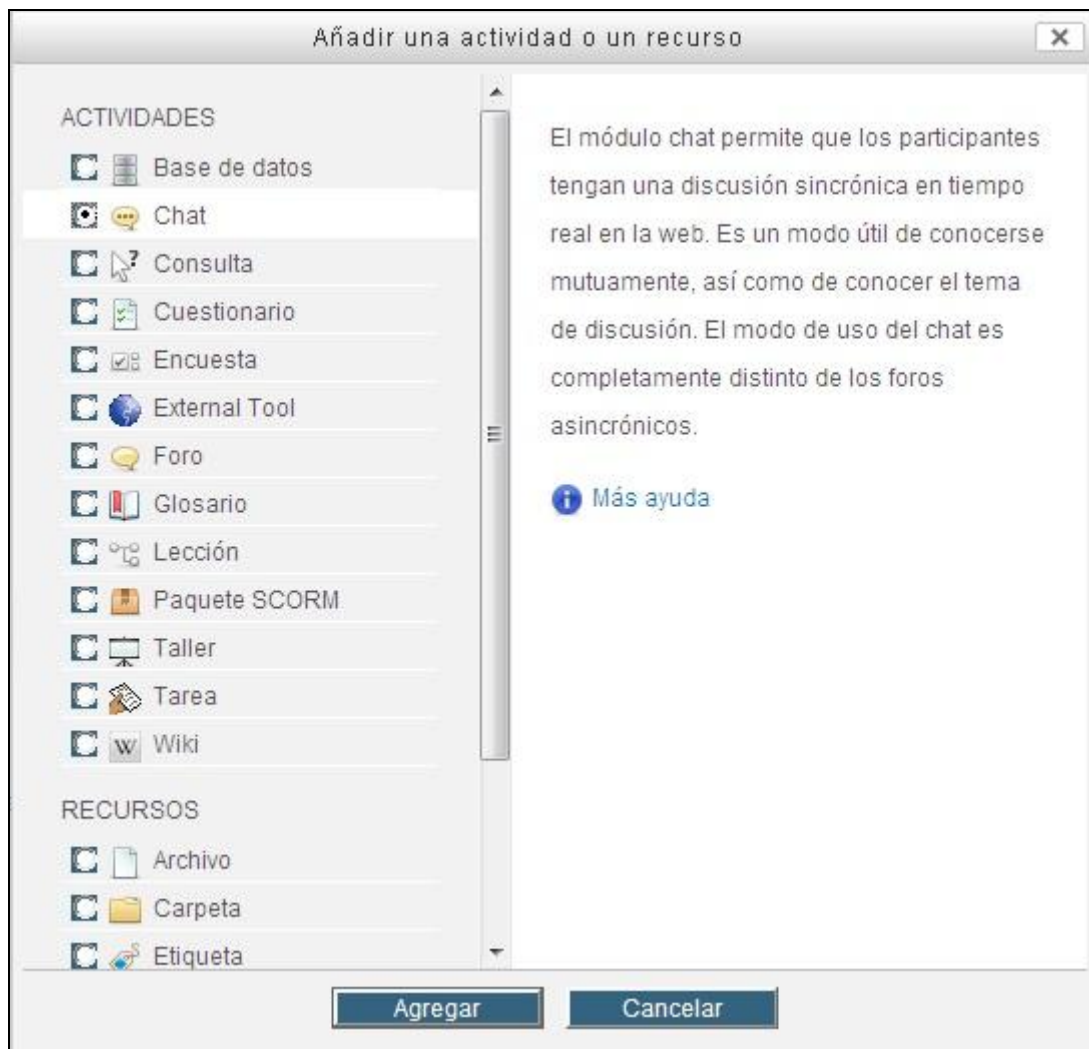 Añadir una actividad o un recurso
ACTIVIDADES
Base de datos
Chat
Consulta
Cuestionario
Encuesta
External Tool
Foro
Glosario
Lección
Paquete SCORM
Taller
Tarea
Wiki
RECURSOS
Archivo
Carpeta
Etiqueta
El módulo chat permite que los participantes
tengan una discusión sincrónica en tiempo
real en la web. Es un modo útil de conocerse
mutuamente, así como de conocer el tema
de discusión. El modo de uso del chat es
completamente distinto de los foros
asincrónicos.
Más ayuda
Agregar
Cancelar